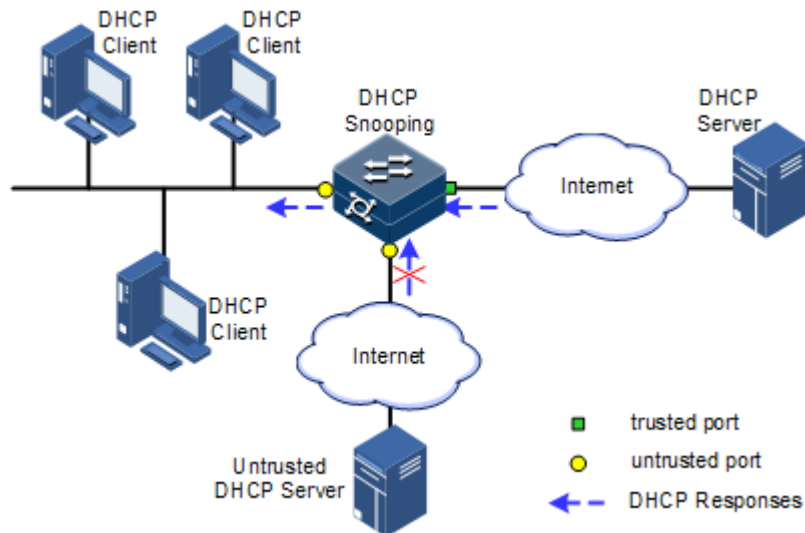 DHCP
Client
DHCP
Client
DHCP
Snooping
DHCP
Server
Internet
DHCP
Client
Internet
Untrusted
DHCP Server
trusted port
untrusted port
DHCP Responses